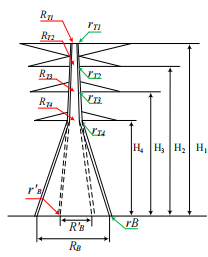 R_T1 r_T1
R_T2
r_T2
R_T3
r_T3
R_T4
r_T4
H_4 H_3 H_2 H_1
r'_B
R'_B
rB
R_B